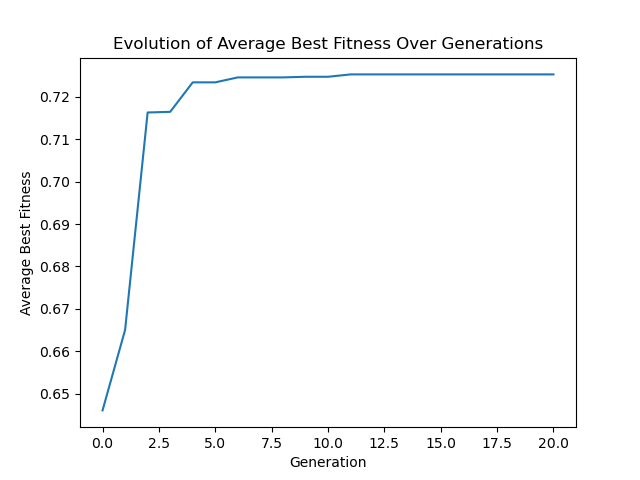 Evolution of Average Best Fitness Over Generations
0.72
0.71
0.70
0.69
0.68
0.67
0.66
0.65
Average Best Fitness
0.0 2.5 5.0 7.5 10.0 12.5 15.0 17.5 20.0
Generation